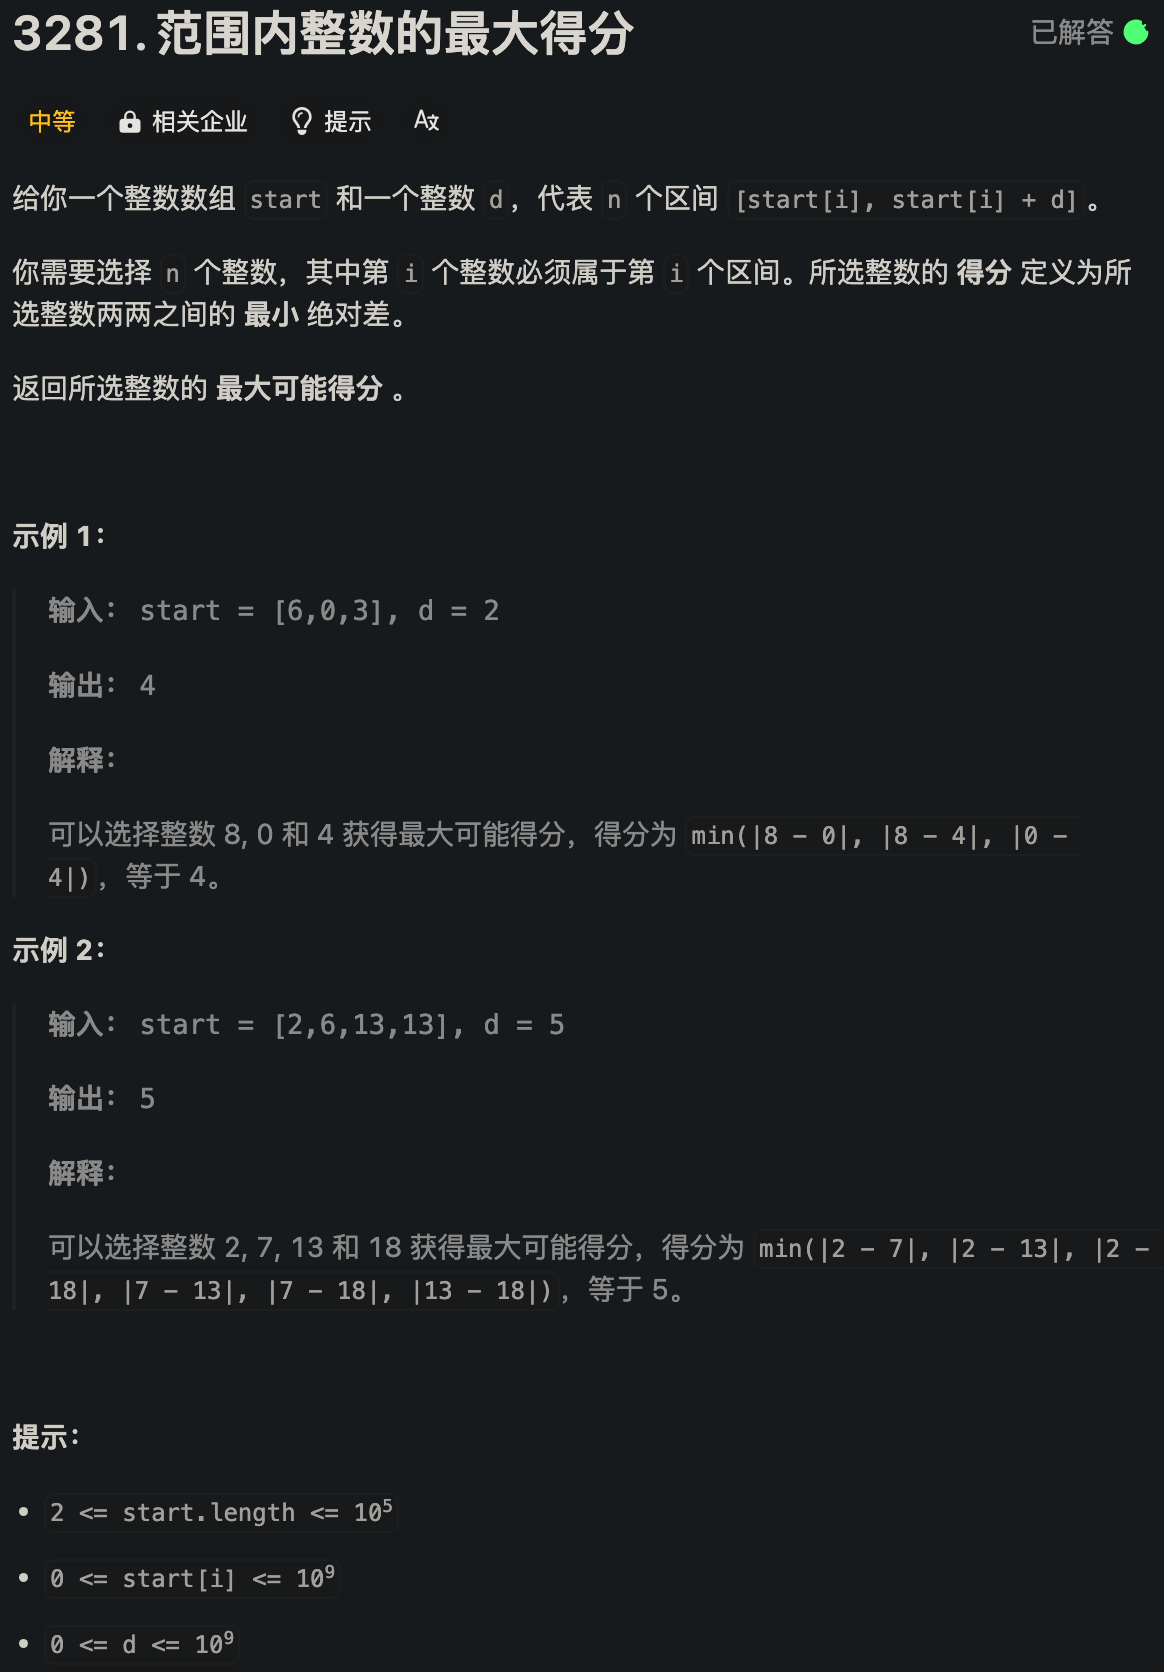 3281. 范围内整数的最大得分
已解答
中等 相关企业 提示
给你一个整数数组 start 和一个整数 d，代表 n 个区间 [start[i], start[i] + d]。
你需要选择 n 个整数，其中第 i 个整数必须属于第 i 个区间。所选整数的 得分 定义为所
选整数两两之间的 最小 绝对差。
返回所选整数的 最大可能得分 。
示例 1：
输入： start = [6,0,3], d = 2
输出： 4
解释：
可以选择整数 8, 0 和 4 获得最大可能得分，得分为 min(|8 - 0|, |8 - 4|, |0 -
4|)，等于 4。
示例 2：
输入： start = [2,6,13,13], d = 5
输出： 5
解释：
可以选择整数 2, 7, 13 和 18 获得最大可能得分，得分为 min(|2 - 7|, |2 - 13|, |2 -
18|, |7 - 13|, |7 - 18|, |13 - 18|)，等于 5。
提示：
• 2 <= start.length <= 10⁵
• 0 <= start[i] <= 10⁹
• 0 <= d <= 10⁹